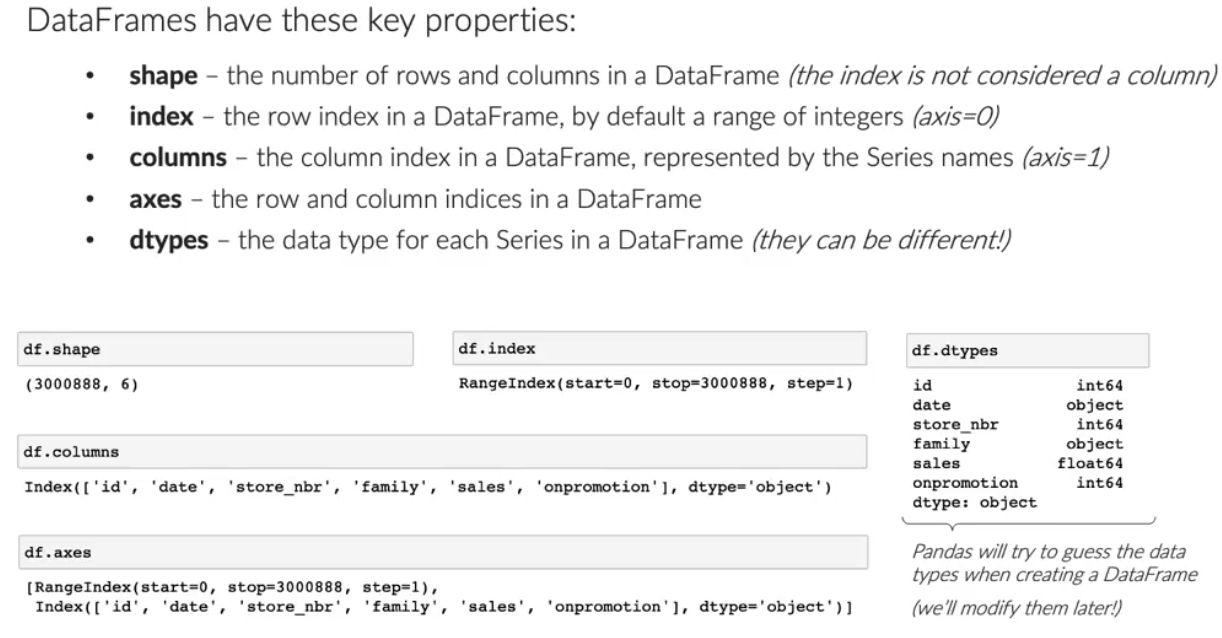 DataFrames have these key properties:
• shape – the number of rows and columns in a DataFrame (the index is not considered a column)
• index – the row index in a DataFrame, by default a range of integers (axis=0)
• columns – the column index in a DataFrame, represented by the Series names (axis=1)
• axes – the row and column indices in a DataFrame
• dtypes – the data type for each Series in a DataFrame (they can be different!)
df.shape
(3000888, 6)
df.index
RangeIndex(start=0, stop=3000888, step=1)
df.columns
Index(['id', 'date', 'store_nbr', 'family', 'sales', 'onpromotion'], dtype='object')
df.axes
[RangeIndex(start=0, stop=3000888, step=1),
 Index(['id', 'date', 'store_nbr', 'family', 'sales', 'onpromotion'], dtype='object')]
df.dtypes
id int64
date object
store_nbr int64
family object
sales float64
onpromotion int64
dtype: object
Pandas will try to guess the data
types when creating a DataFrame
(we'll modify them later!)